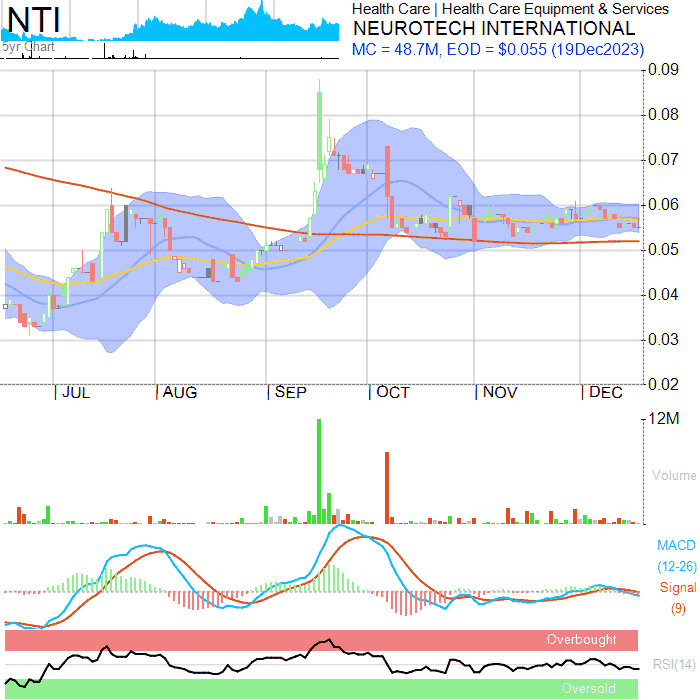 NTI
5yr Chart
Health Care | Health Care Equipment & Services
NEUROTECH INTERNATIONAL
MC = 48.7M, EOD = $0.055 (19Dec2023)
0.09
0.08
0.07
0.06
0.05
0.04
0.03
0.02
JUL AUG SEP OCT NOV DEC
12M
Volume
MACD
(12-26)
Signal
(9)
Overbought
RSI(14)
Oversold